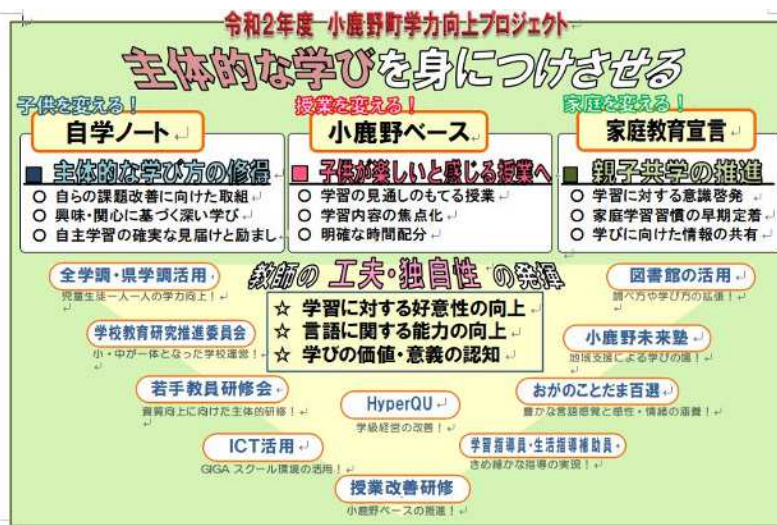 令和2年度 小鹿野町学力向上プロジェクト
主体的な学びを身につけさせる
子供を変える！
自学ノート
■ 主体的な学び方の修得
○ 自らの課題改善に向けた取組
○ 興味・関心に基づく深い学び
○ 自主学習の確実な見届けと励まし
授業を変える！
小鹿野ベース
■ 子供が楽しいと感じる授業へ
○ 学習の見通しのもてる授業
○ 学習内容の焦点化
○ 明確な時間配分
家庭を変える！
家庭教育宣言
■ 親子共学の推進
○ 学習に対する意識啓発
○ 家庭学習習慣の早期定着
○ 学びに向けた情報の共有
教師の 工夫・独自性 の発揮
☆ 学習に対する好意性の向上
☆ 言語に関する能力の向上
☆ 学びの価値・意義の認知
全学調・県学調活用
児童生徒一人一人の学力向上！
学校教育研究推進委員会
小・中が一体となった学校運営！
若手教員研修会
資質向上に向けた主体的研修！
ICT活用
GIGA スクール環境の活用！
HyperQU
学級経営の改善！
授業改善研修
小鹿野ベースの推進！
図書館の活用
調べ方や学び方の拡張！
小鹿野未来塾
地域支援による学びの場！
おがのことだま百選
豊かな言語感覚と感性・情緒の涵養！
学習指導員・生活指導補助員
きめ細かな指導の実現！